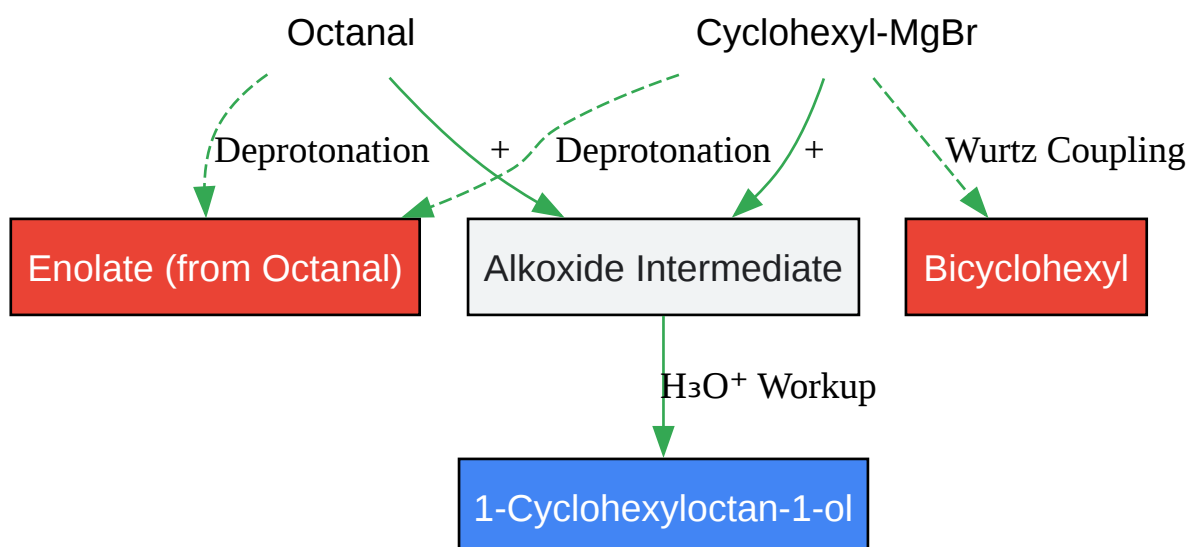 Octanal
Cyclohexyl-MgBr
Deprotonation
+
Deprotonation
+
Wurtz Coupling
Enolate (from Octanal)
Alkoxide Intermediate
Bicyclohexyl
H₃O⁺ Workup
1-Cyclohexyloctan-1-ol